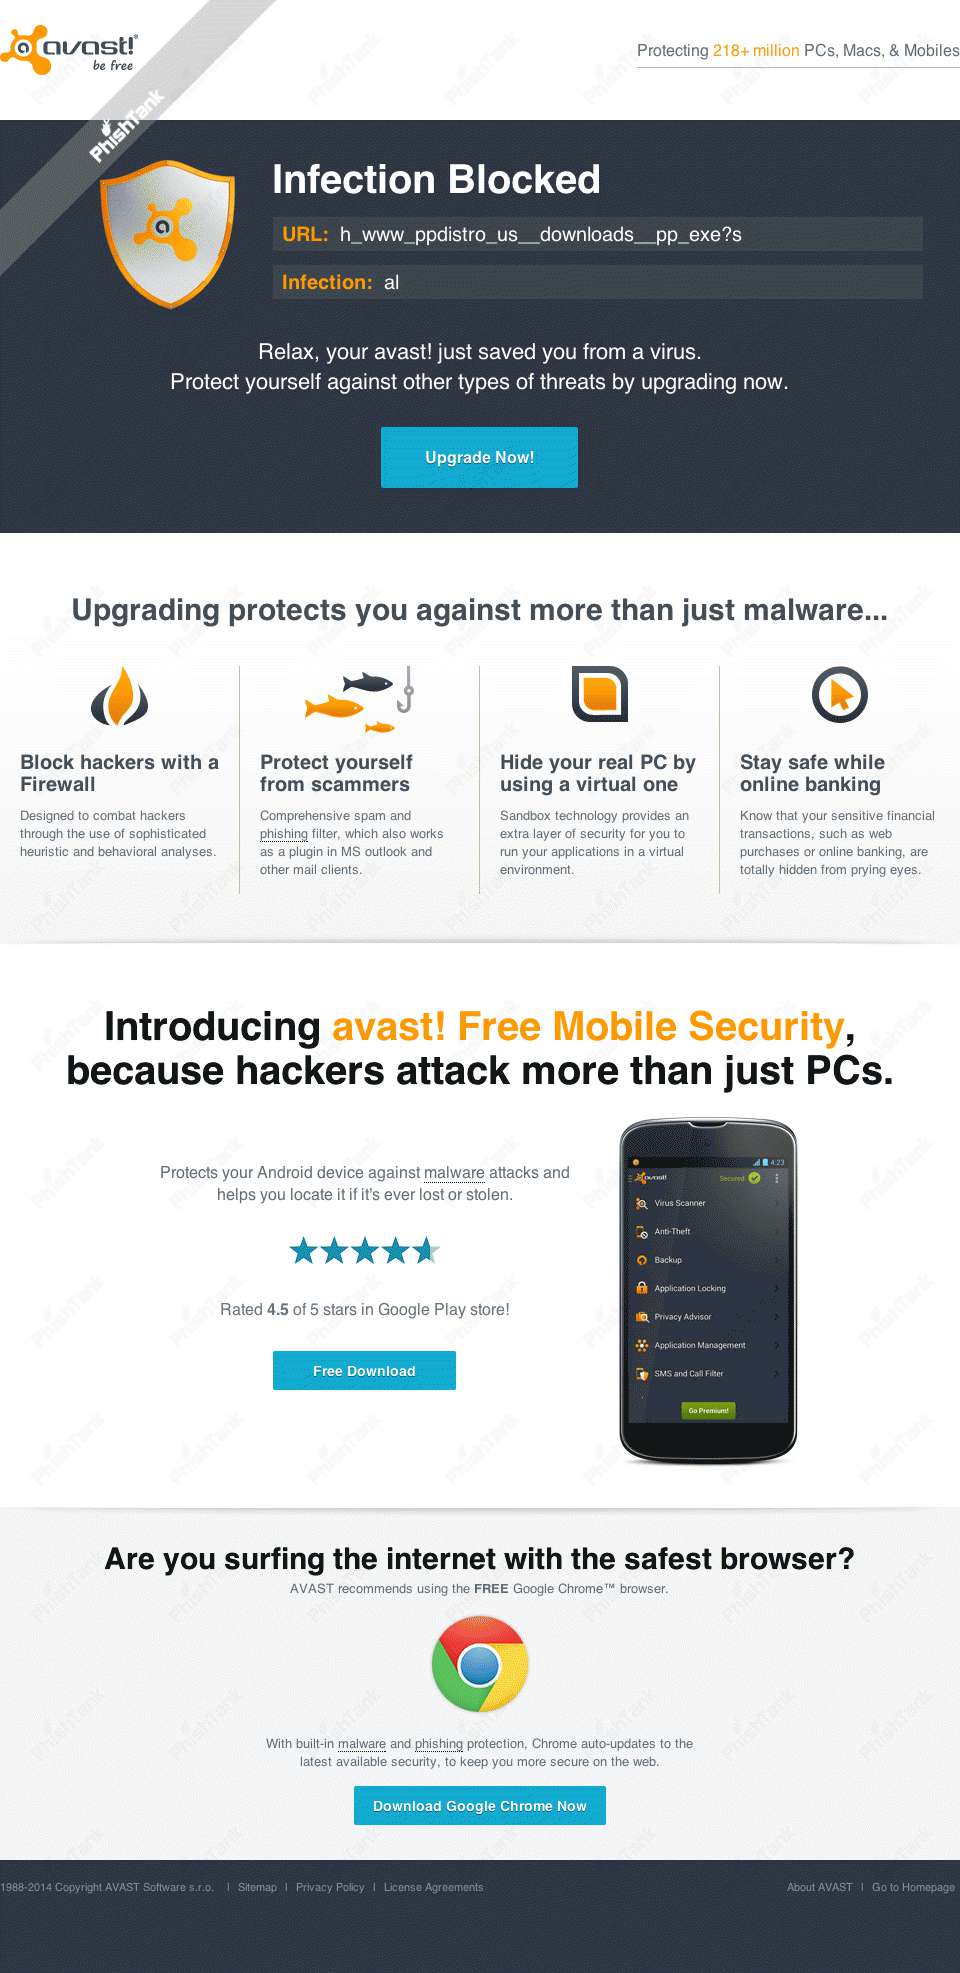 avast!
be free
Protecting 218+ million PCs, Macs, & Mobiles
PhishTank
Infection Blocked
URL: h_www_ppdistro_us__downloads__pp_exe?s
Infection: al
Relax, your avast! just saved you from a virus.
Protect yourself against other types of threats by upgrading now.
Upgrade Now!
Upgrading protects you against more than just malware...
Block hackers with a
Firewall
Designed to combat hackers
through the use of sophisticated
heuristic and behavioral analyses.
Protect yourself
from scammers
Comprehensive spam and
phishing filter, which also works
as a plugin in MS outlook and
other mail clients.
Hide your real PC by
using a virtual one
Sandbox technology provides an
extra layer of security for you to
run your applications in a virtual
environment.
Stay safe while
online banking
Know that your sensitive financial
transactions, such as web
purchases or online banking, are
totally hidden from prying eyes.
Introducing avast! Free Mobile Security,
because hackers attack more than just PCs.
Protects your Android device against malware attacks and
helps you locate it if it's ever lost or stolen.
Rated 4.5 of 5 stars in Google Play store!
Free Download
4:23
avast! Secured
Virus Scanner
Anti-Theft
Backup
Application Locking
Privacy Advisor
Application Management
SMS and Call Filter
Go Premium!
Are you surfing the internet with the safest browser?
AVAST recommends using the FREE Google Chrome™ browser.
With built-in malware and phishing protection, Chrome auto-updates to the
latest available security, to keep you more secure on the web.
Download Google Chrome Now
1988-2014 Copyright AVAST Software s.r.o. | Sitemap | Privacy Policy | License Agreements
About AVAST | Go to Homepage